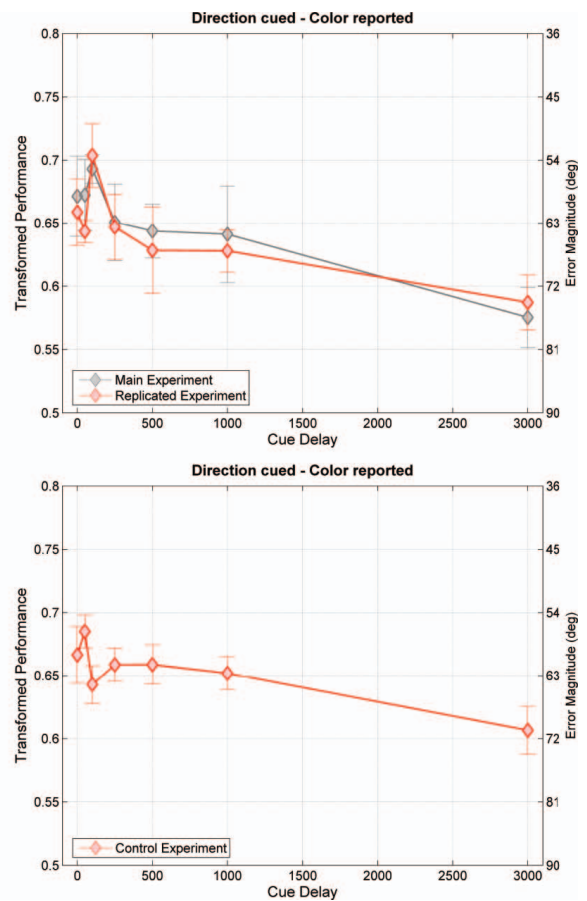 Direction cued - Color reported
0.8
0.75
0.7
0.65
0.6
0.55
0.5
Transformed Performance
36
45
54
63
72
81
90
Error Magnitude (deg)
Main Experiment
Replicated Experiment
0 500 1000 1500 2000 2500 3000
Cue Delay
Direction cued - Color reported
0.8
0.75
0.7
0.65
0.6
0.55
0.5
Transformed Performance
36
45
54
63
72
81
90
Error Magnitude (deg)
Control Experiment
0 500 1000 1500 2000 2500 3000
Cue Delay